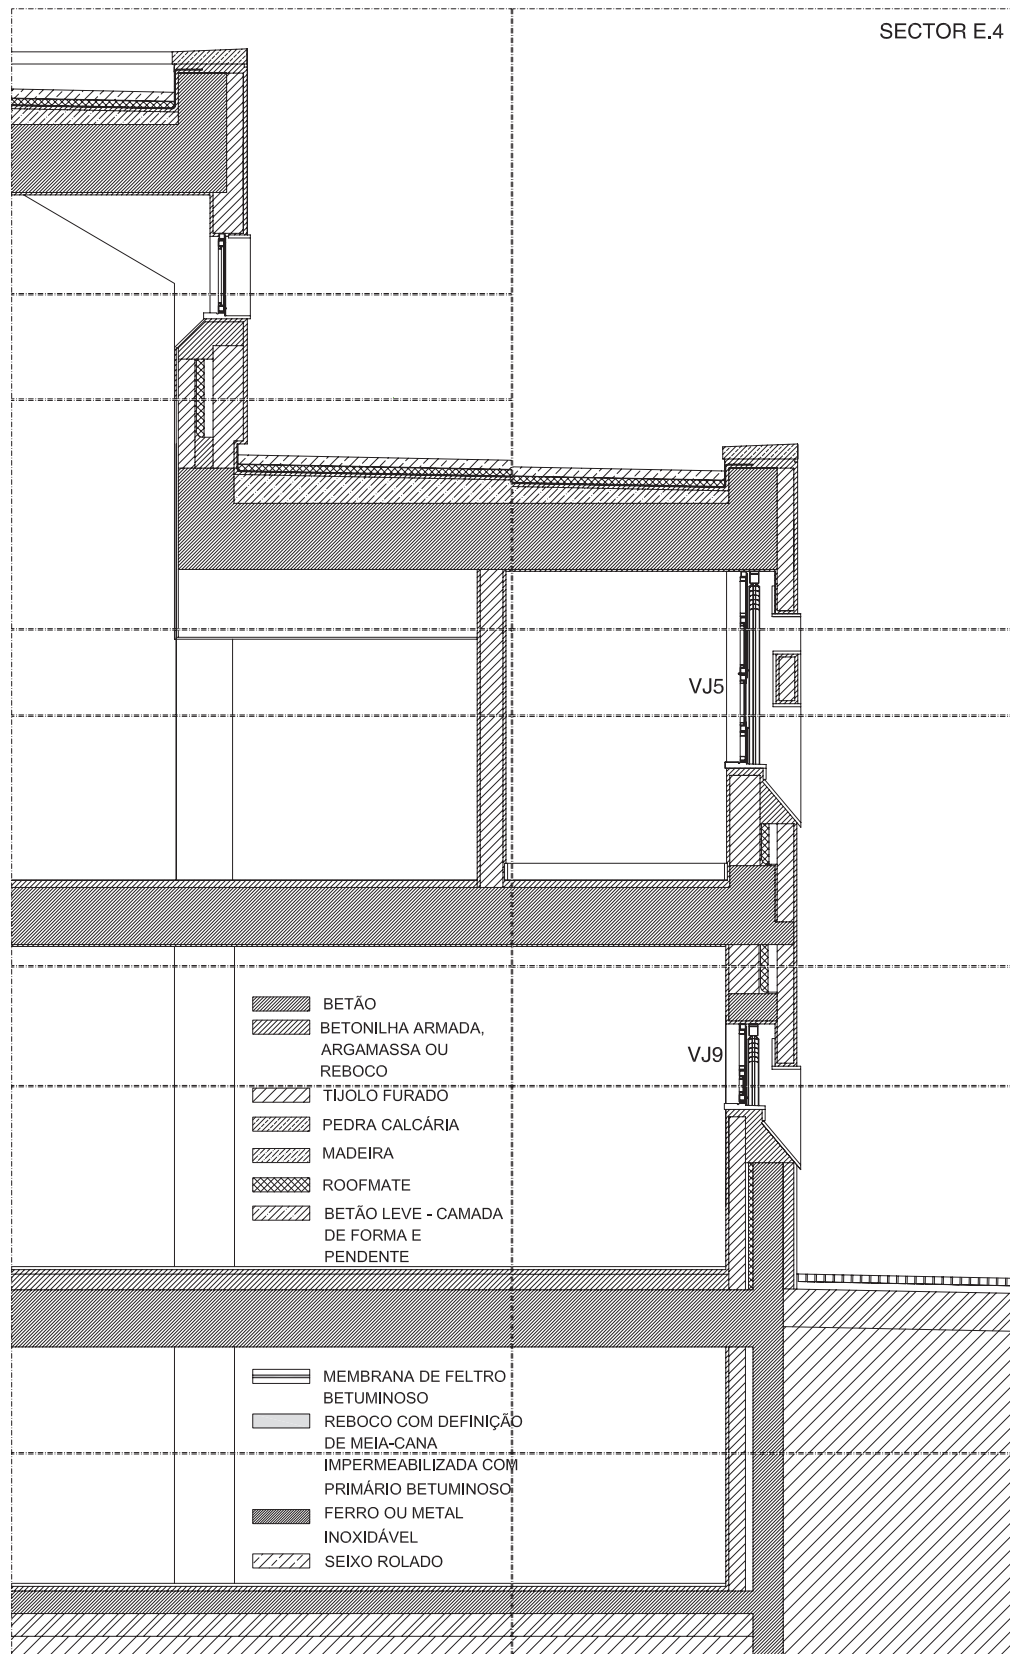 SECTOR E.4
VJ5
BETÃO
BETONILHA ARMADA,
ARGAMASSA OU
REBOCO
VJ9
TIJOLO FURADO
PEDRA CALCÁRIA
MADEIRA
ROOFMATE
BETÃO LEVE - CAMADA
DE FORMA E
PENDENTE
MEMBRANA DE FELTRO
BETUMINOSO
REBOCO COM DEFINIÇÃO
DE MEIA-CANA
IMPERMEABILIZADA COM
PRIMÁRIO BETUMINOSO
FERRO OU METAL
INOXIDÁVEL
SEIXO ROLADO